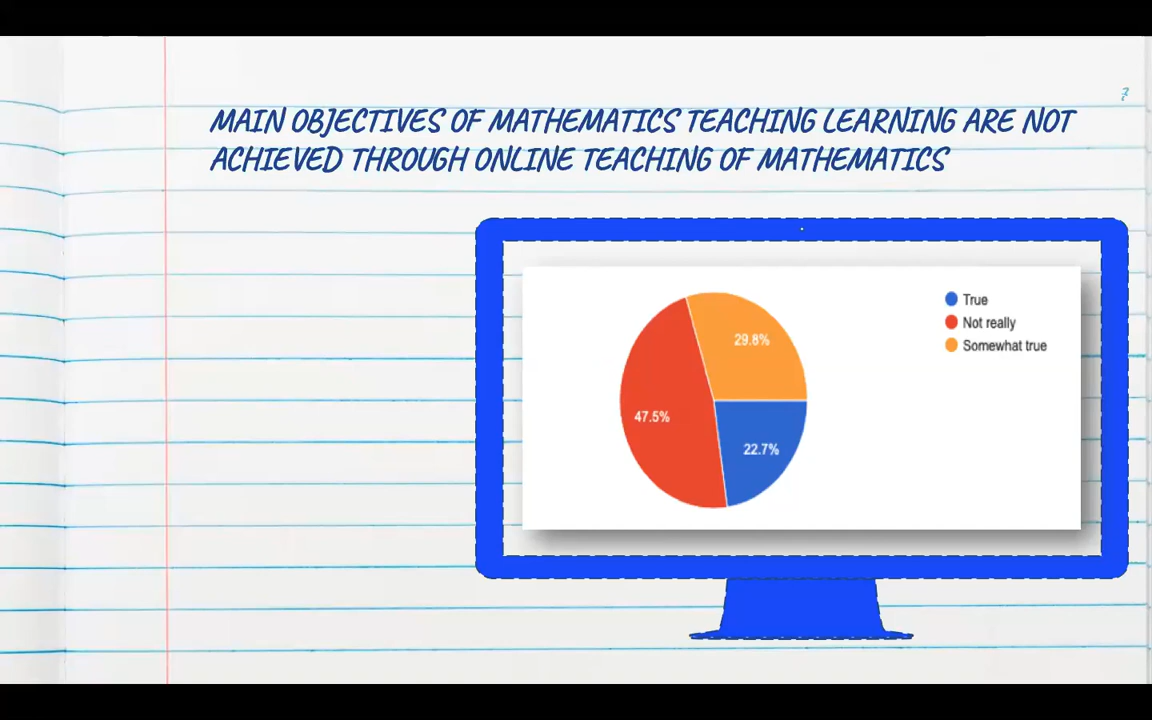 MAIN OBJECTIVES OF MATHEMATICS TEACHING LEARNING ARE NOT
ACHIEVED THROUGH ONLINE TEACHING OF MATHEMATICS
True
Not really
Somewhat true
29.8%
47.5%
22.7%